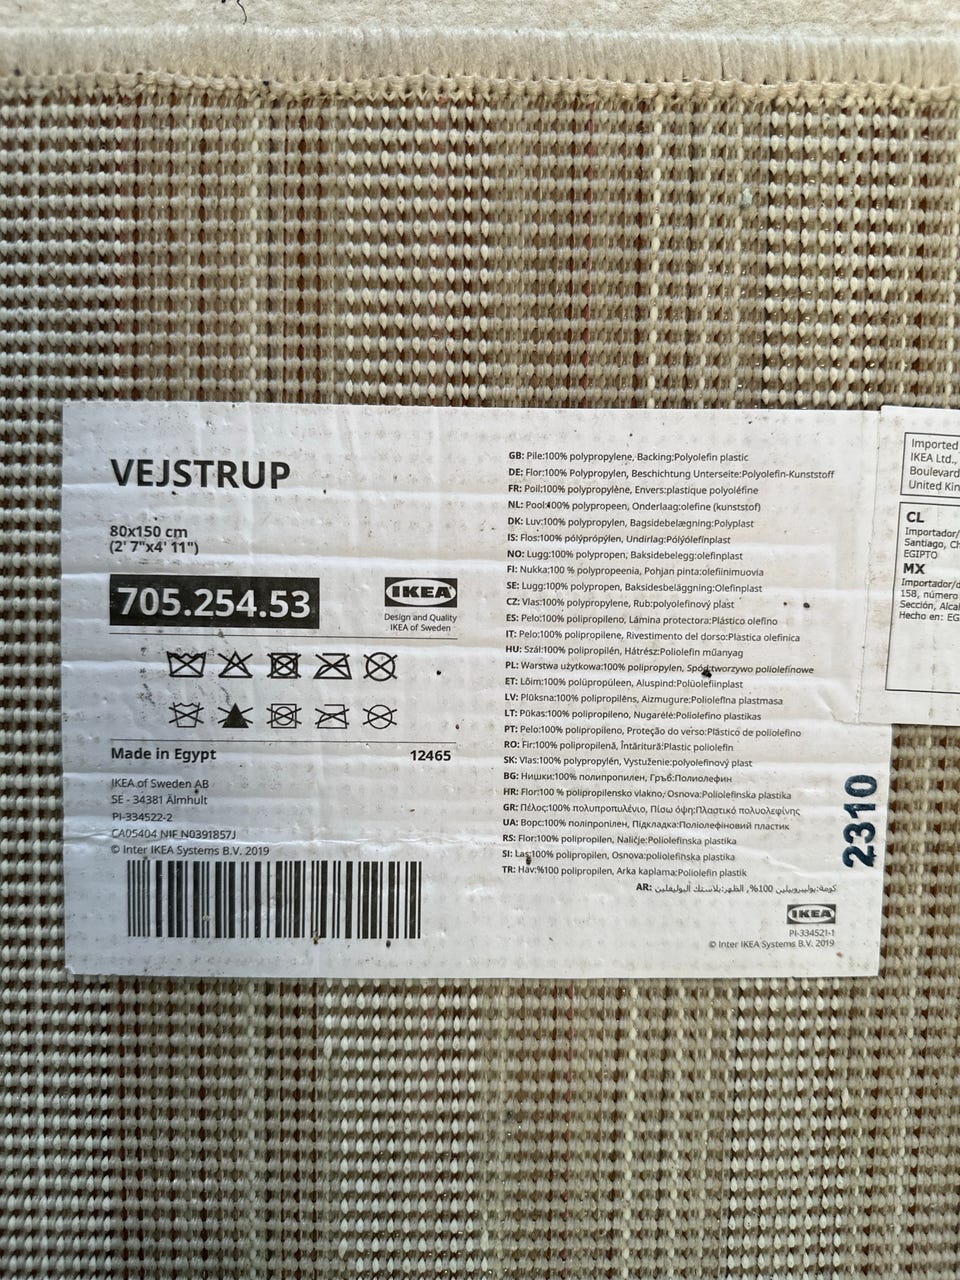 VEJSTRUP
80x150 cm
(2' 7"x4' 11")
705.254.53
IKEA
Design and Quality
IKEA of Sweden
Made in Egypt 12465
IKEA of Sweden AB
SE - 34381 Älmhult
PI-334522-2
CA05404 NIF N0391857J
© Inter IKEA Systems B.V. 2019
GB: Pile:100% polypropylene, Backing:Polyolefin plastic
DE: Flor:100% Polypropylen, Beschichtung Unterseite:Polyolefin-Kunststoff
FR: Poil:100% polypropylène, Envers:plastique polyoléfine
NL: Pool:100% polypropeen, Onderlaag:olefine (kunststof)
DK: Luv:100% polypropylen, Bagsidebelægning:Polyplast
IS: Flos:100% pólýprópýlen, Undirlag:Pólýólefínplast
NO: Lugg:100% polypropen, Baksidebelegg:olefinplast
FI: Nukka:100 % polypropeenia, Pohjan pinta:olefiinimuovia
SE: Lugg:100% polypropen, Baksidesbeläggning:Olefinplast
CZ: Vlas:100% polypropylene, Rub:polyolefinový plast
ES: Pelo:100% polipropileno, Lámina protectora:Plástico olefino
IT: Pelo:100% polipropilene, Rivestimento del dorso:Plastica olefinica
HU: Szál:100% polipropilén, Hátrész:Poliolefin műanyag
PL: Warstwa użytkowa:100% polipropylen, Spód:tworzywo poliolefinowe
ET: Lõim:100% polüpropüleen, Aluspind:Polüolefiinplast
LV: Plūksna:100% polipropilēns, Aizmugure:Poliolefīna plastmasa
LT: Pūkas:100% polipropileno, Nugarėlė:Poliolefino plastikas
PT: Pelo:100% polipropileno, Proteção do verso:Plástico de poliolefino
RO: Fir:100% polipropilenă, Întăritură:Plastic poliolefin
SK: Vlas:100% polypropylén, Vystuženie:polyolefínový plast
BG: Нишки:100% полипропилен, Гръб:Полиолефин
HR: Flor:100 % polipropilensko vlakno, Osnova:Poliolefinska plastika
GR: Πέλος:100% πολυπροπυλένιο, Πίσω όψη:Πλαστικό πολυολεφίνης
UA: Ворс:100% поліпропілен, Підкладка:Поліолефіновий пластик
RS: Flor:100% polipropilen, Naličje:Poliolefinska plastika
SI: Las:100% polipropilen, Osnova:poliolefinska plastika
TR: Hav:%100 polipropilen, Arka kaplama:Poliolefin plastik
AR: كومة:بوليبروبيلين 100%, الظهر:بلاستك البوليفلين
IKEA
PI-334521-1
© Inter IKEA Systems B.V. 2019
2310
Imported
IKEA Ltd.,
Boulevard
United Kin
CL
Importador/
Santiago, Ch
EGIPTO
MX
Importador/d
158, número
Sección, Alcal
Hecho en: EG